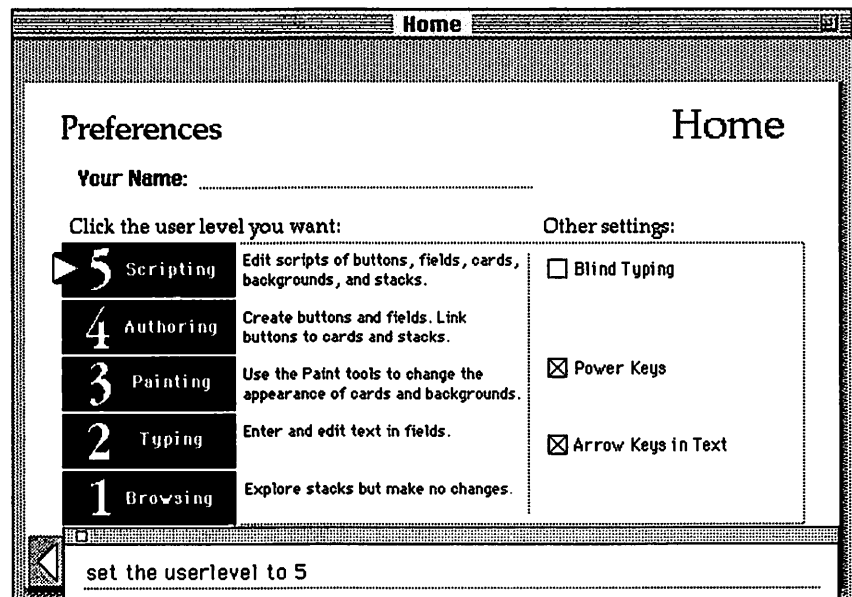 Home
Preferences
Home
Your Name:
Click the user level you want:
Other settings:
5 Scripting
Edit scripts of buttons, fields, cards,
backgrounds, and stacks.
Blind Typing
4 Authoring
Create buttons and fields. Link
buttons to cards and stacks.
3 Painting
Use the Paint tools to change the
appearance of cards and backgrounds.
Power Keys
2 Typing
Enter and edit text in fields.
Arrow Keys in Text
1 Browsing
Explore stacks but make no changes.
set the userlevel to 5